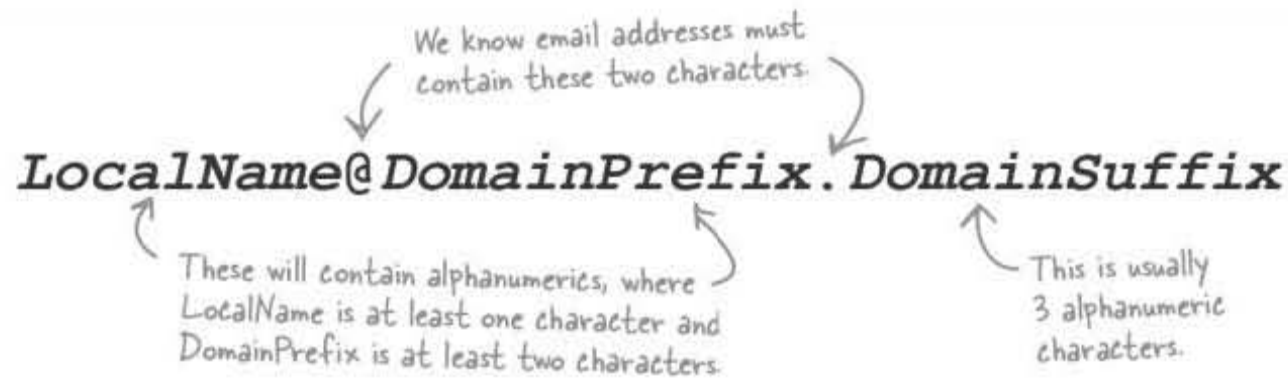 We know email addresses must
contain these two characters.
LocalName@DomainPrefix.DomainSuffix
These will contain alphanumerics, where
LocalName is at least one character and
DomainPrefix is at least two characters.
This is usually
3 alphanumeric
characters.